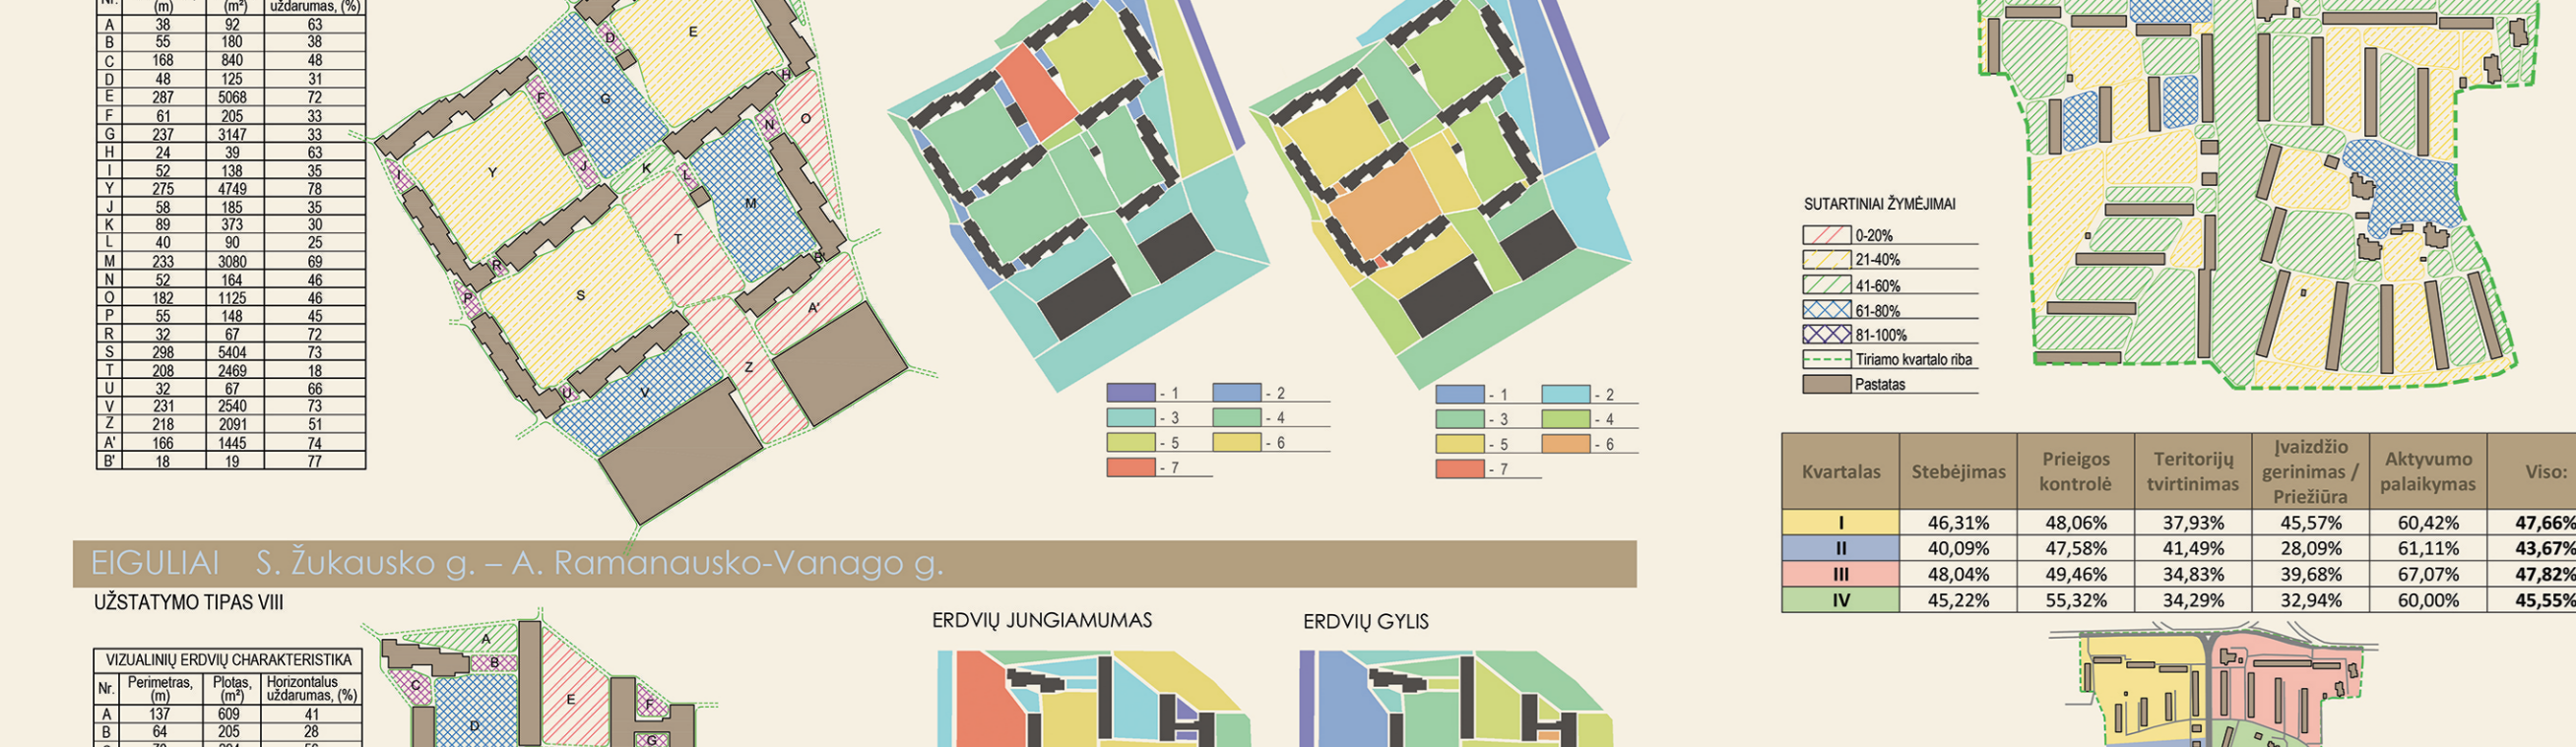 Nr. (m) (m²) uždarumas, (%)
A 38 92 63
B 55 180 38
C 168 840 48
D 48 125 31
E 287 5068 72
F 61 205 33
G 237 3147 33
H 24 39 63
I 52 138 35
Y 275 4749 78
J 58 185 35
K 89 373 30
L 40 90 25
M 233 3080 69
N 52 164 46
O 182 1125 46
P 55 148 45
R 32 67 72
S 298 5404 73
T 208 2469 18
U 32 67 66
V 231 2540 73
Z 218 2091 51
A' 166 1445 74
B' 18 19 77
E
D
H
F
G
N
O
Y
J
K
I
L
M
T
R
B'
S
P
A'
Z
U
V
- 1 - 2
- 3 - 4
- 5 - 6
- 7
- 1 - 2
- 3 - 4
- 5 - 6
- 7
SUTARTINIAI ŽYMĖJIMAI
0-20%
21-40%
41-60%
61-80%
81-100%
Tiriamo kvartalo riba
Pastatas
Kvartalas Stebėjimas Prieigos kontrolė Teritorijų tvirtinimas Įvaizdžio gerinimas / Priežiūra Aktyvumo palaikymas Viso:
I 46,31% 48,06% 37,93% 45,57% 60,42% 47,66%
II 40,09% 47,58% 41,49% 28,09% 61,11% 43,67%
III 48,04% 49,46% 34,83% 39,68% 67,07% 47,82%
IV 45,22% 55,32% 34,29% 32,94% 60,00% 45,55%
EIGULIAI S. Žukausko g. – A. Ramanausko-Vanago g.
UŽSTATYMO TIPAS VIII
VIZUALINIŲ ERDVIŲ CHARAKTERISTIKA
Nr. Perimetras, (m) Plotas, (m²) Horizontalus uždarumas, (%)
A 137 609 41
B 64 205 28
A
B
C
D
E
F
G
ERDVIŲ JUNGIAMUMAS
ERDVIŲ GYLIS